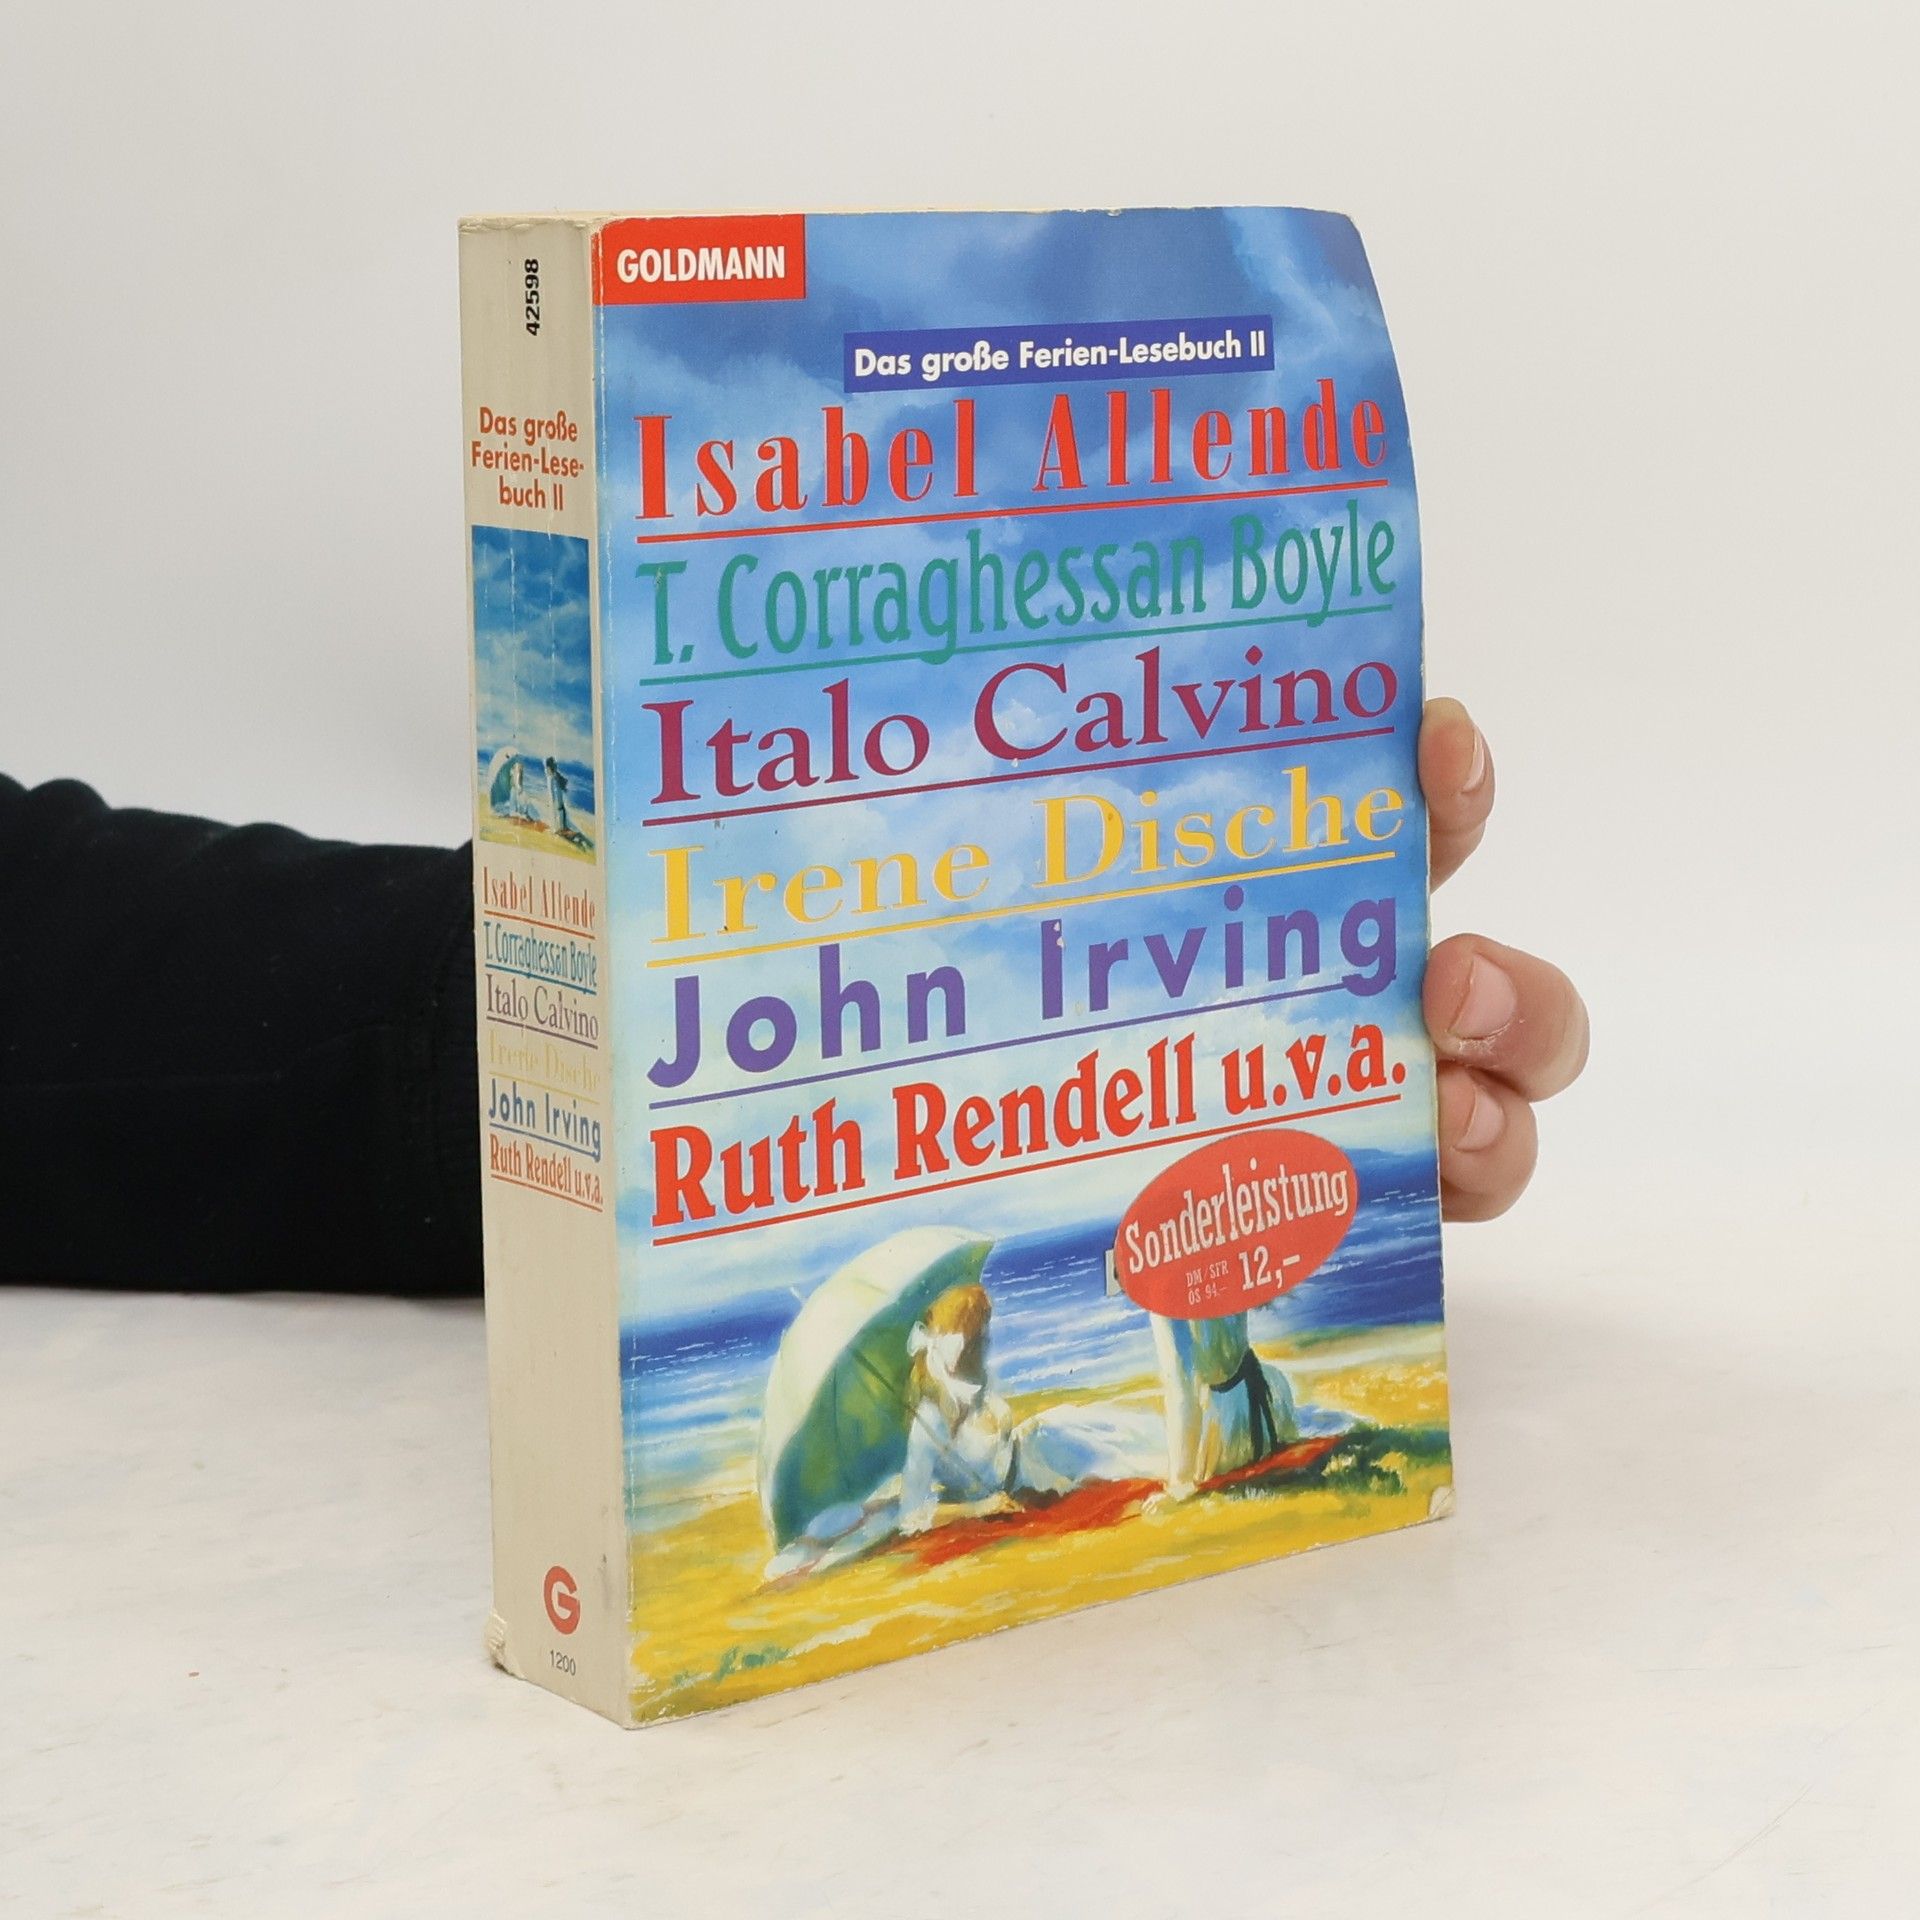 42598
Das große
Ferien-Lese-
buch II
Isabel Allende
T. Corraghessan Boyle
Italo Calvino
Irene Dische
John Irving
Ruth Rendell u.v.a.
G
1200
GOLDMANN
Das große Ferien-Lesebuch II
Isabel Allende
T. Corraghessan Boyle
Italo Calvino
Irene Dische
John Irving
Ruth Rendell u.v.a.
Sonderleistung
DM/SFR 12,-
ÖS 94.-